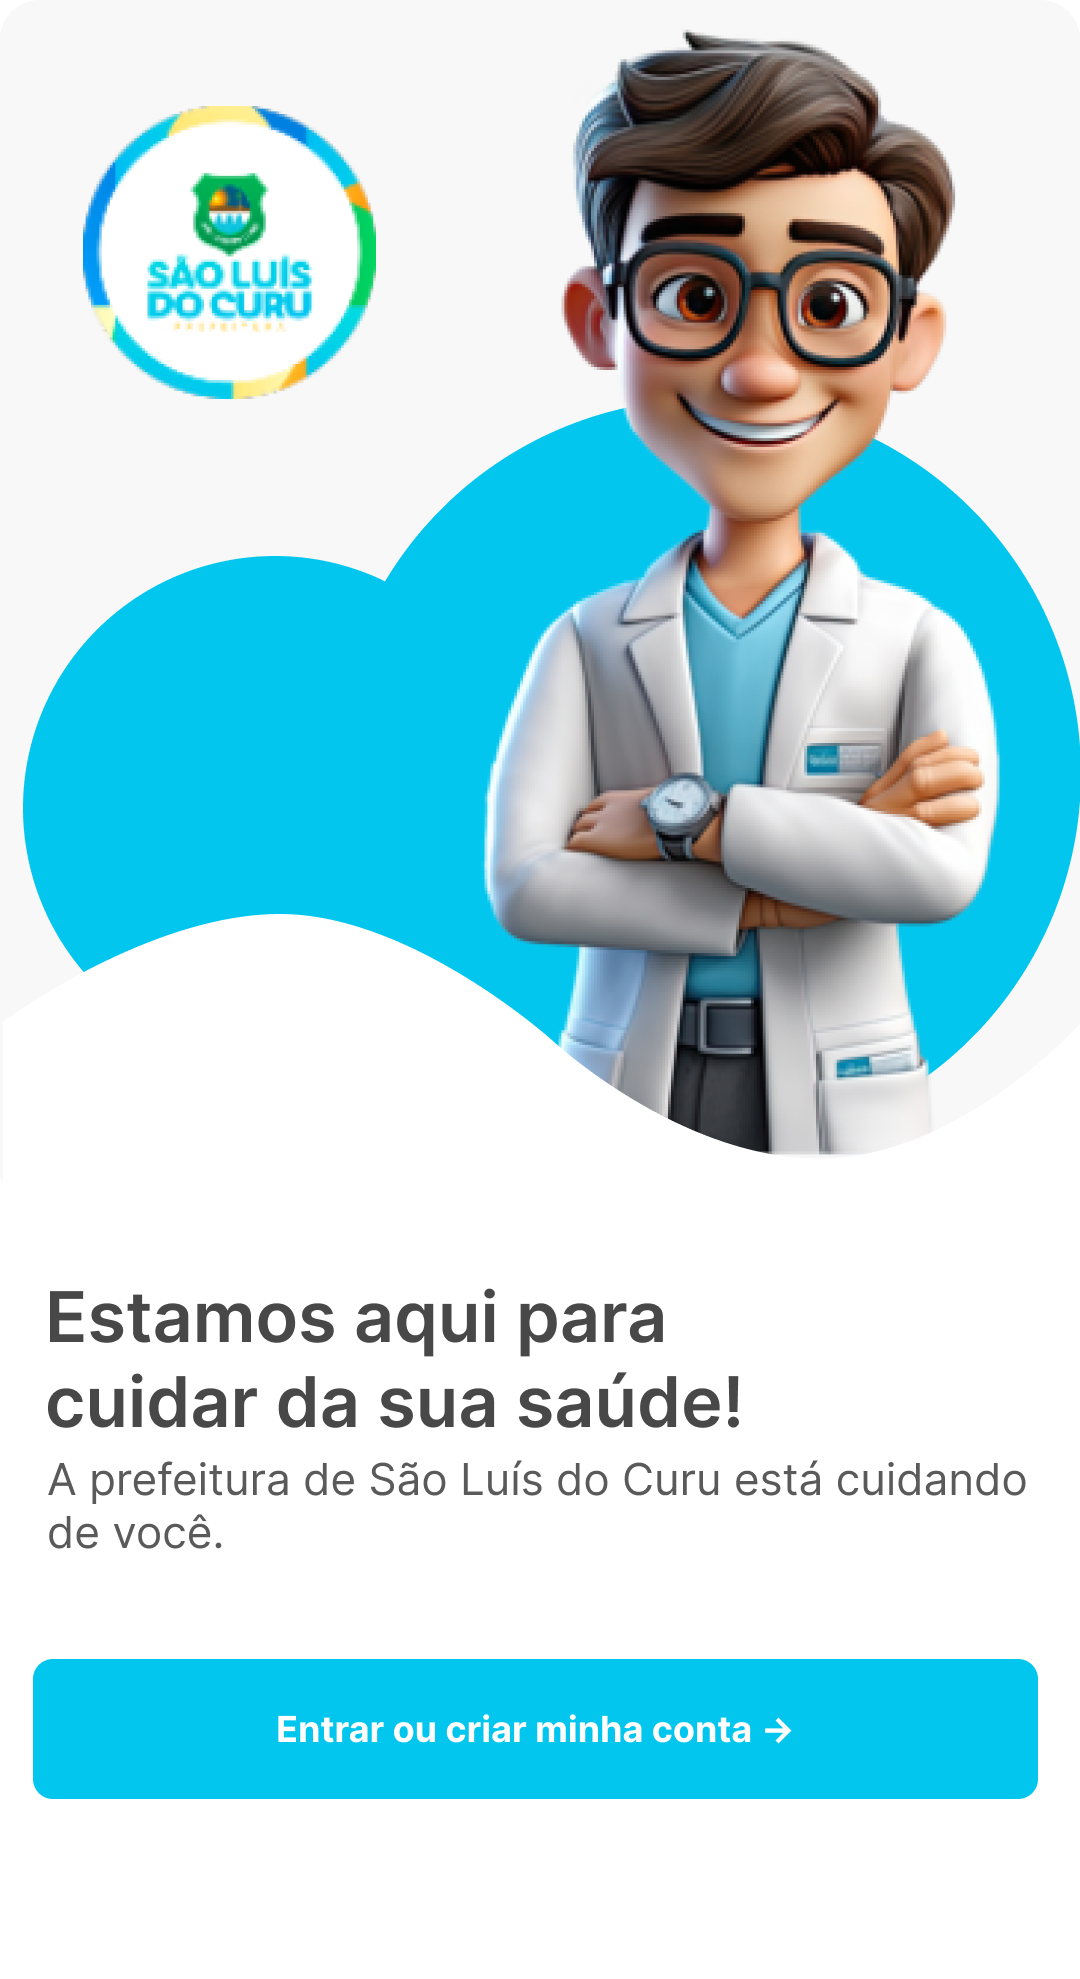 SÃO LUÍS
DO CURU
PREFEITURA
Estamos aqui para
cuidar da sua saúde!
A prefeitura de São Luís do Curu está cuidando
de você.
Entrar ou criar minha conta →